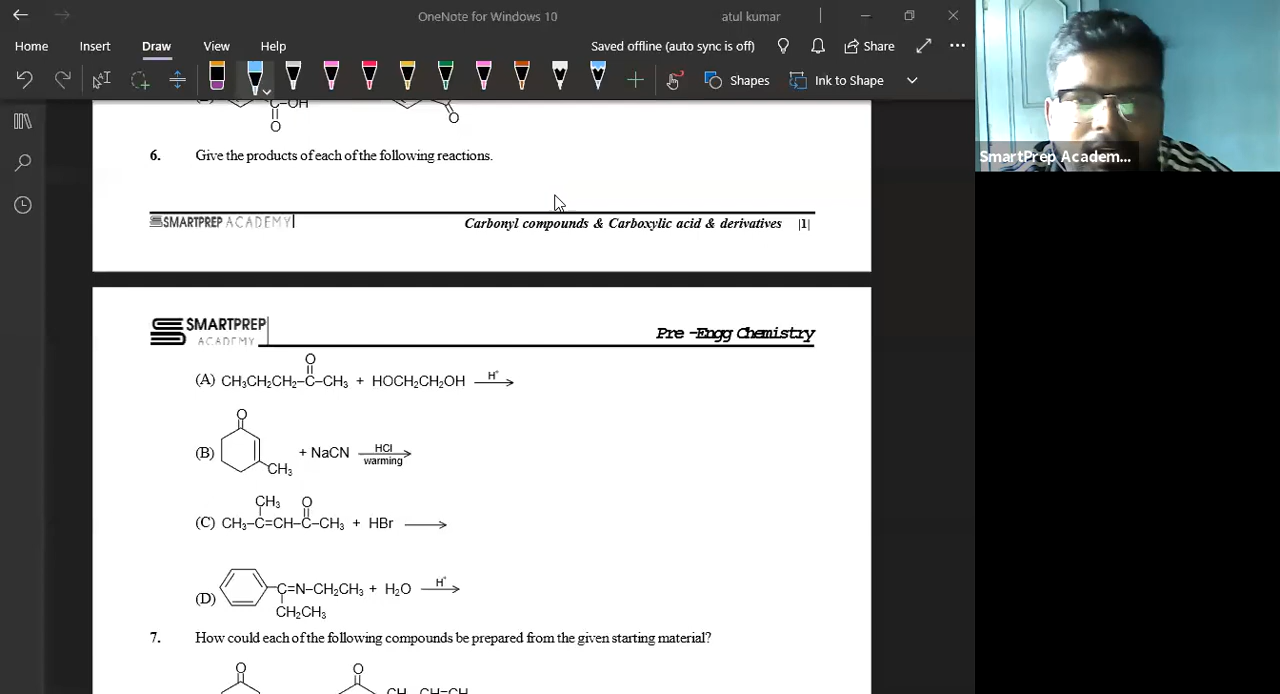 OneNote for Windows 10
atul kumar
Home Insert Draw View Help
Saved offline (auto sync is off)
Share
Shapes
Ink to Shape
SmartPrep Academ...
C–OH
O
O
6. Give the products of each of the following reactions.
SMARTPREP ACADEMY
Carbonyl compounds & Carboxylic acid & derivatives |1|
SMARTPREP
ACADEMY
Pre -Engg Chemistry
O
(A) CH₃CH₂CH₂–C–CH₃ + HOCH₂CH₂OH H⁺
O
(B) + NaCN HCl
warming
CH₃
CH₃ O
(C) CH₃–C=CH–C–CH₃ + HBr
(D) C=N–CH₂CH₃ + H₂O H⁺
CH₂CH₃
7. How could each of the following compounds be prepared from the given starting material?
O O